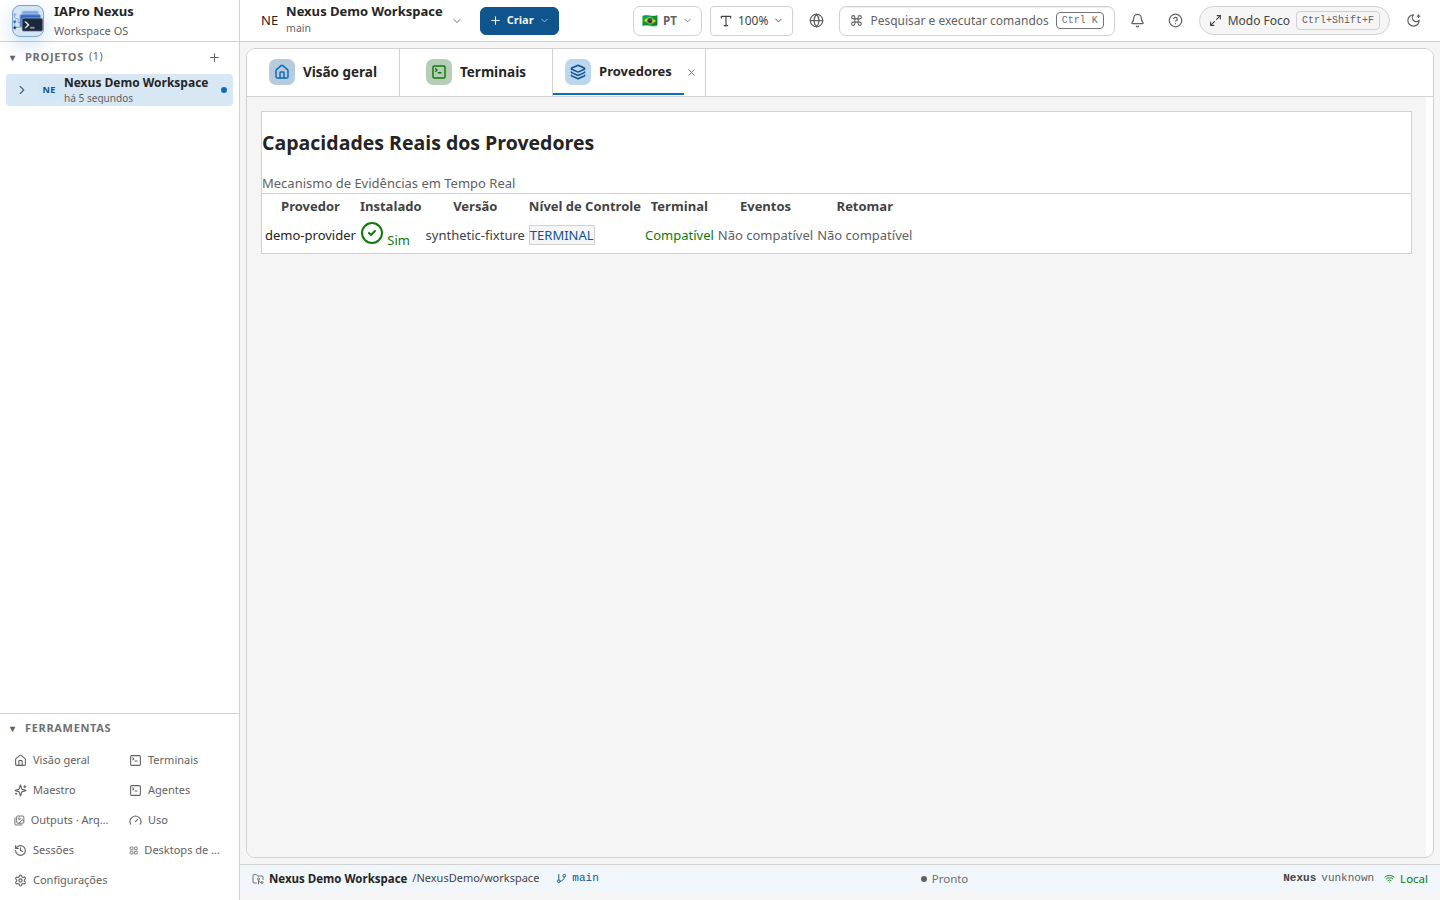 IAPro Nexus
Workspace OS
NE Nexus Demo Workspace
main
Criar
PT
100%
Pesquisar e executar comandos Ctrl K
Modo Foco Ctrl+Shift+F
PROJETOS (1)
NE Nexus Demo Workspace
há 5 segundos
Visão geral
Terminais
Provedores
Capacidades Reais dos Provedores
Mecanismo de Evidências em Tempo Real
Provedor Instalado Versão Nível de Controle Terminal Eventos Retomar
demo-provider Sim synthetic-fixture TERMINAL Compatível Não compatível Não compatível
FERRAMENTAS
Visão geral Terminais
Maestro Agentes
Outputs · Arq... Uso
Sessões Desktops de ...
Configurações
Nexus Demo Workspace /NexusDemo/workspace main Pronto Nexus vunknown Local